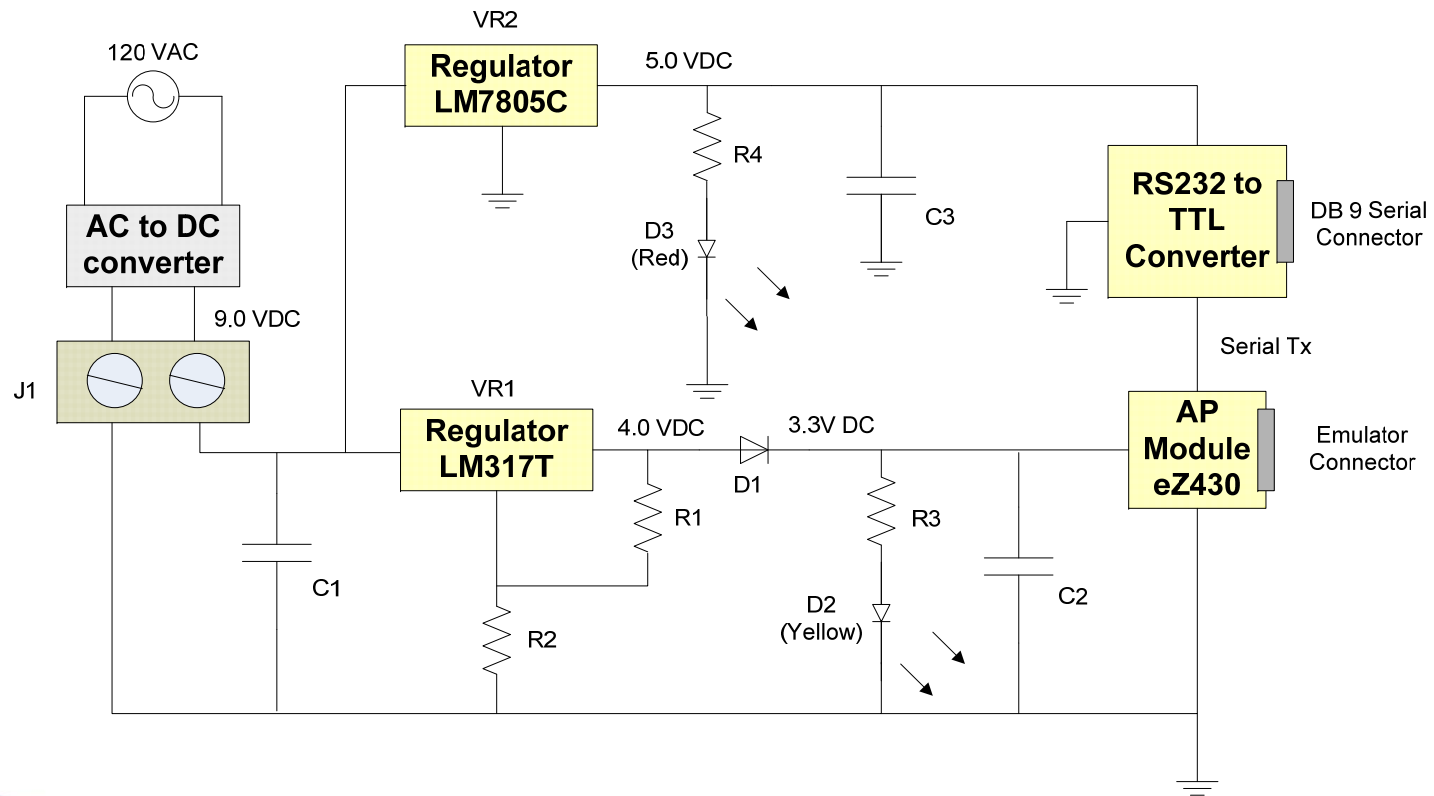 VR2
120 VAC
Regulator
LM7805C
5.0 VDC
R4
RS232 to
TTL
Converter
DB 9 Serial
Connector
AC to DC
converter
C3
D3
(Red)
9.0 VDC
Serial Tx
J1
VR1
Regulator
LM317T
4.0 VDC
D1
3.3V DC
AP
Module
eZ430
Emulator
Connector
R1
R3
C1
C2
R2
D2
(Yellow)